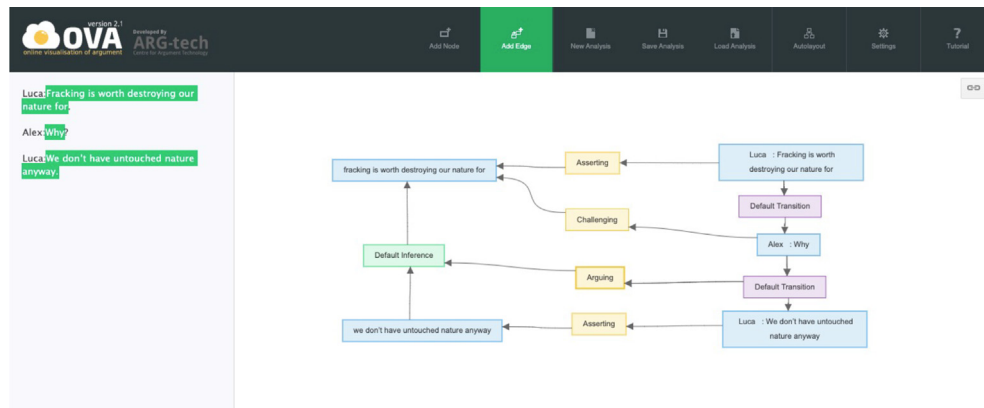 version 2.1
OVA
online visualisation of argument
Developed By
ARG-tech
Centre for Argument Technology
Add Node
Add Edge
New Analysis
Save Analysis
Load Analysis
Autolayout
Settings
? Tutorial
Luca:Fracking is worth destroying our
nature for.
Alex:Why?
Luca:We don't have untouched nature
anyway.
fracking is worth destroying our nature for
Asserting
Luca : Fracking is worth
destroying our nature for
Default Transition
Challenging
Alex : Why
Default Inference
Arguing
Default Transition
we don't have untouched nature anyway
Asserting
Luca : We don't have untouched
nature anyway